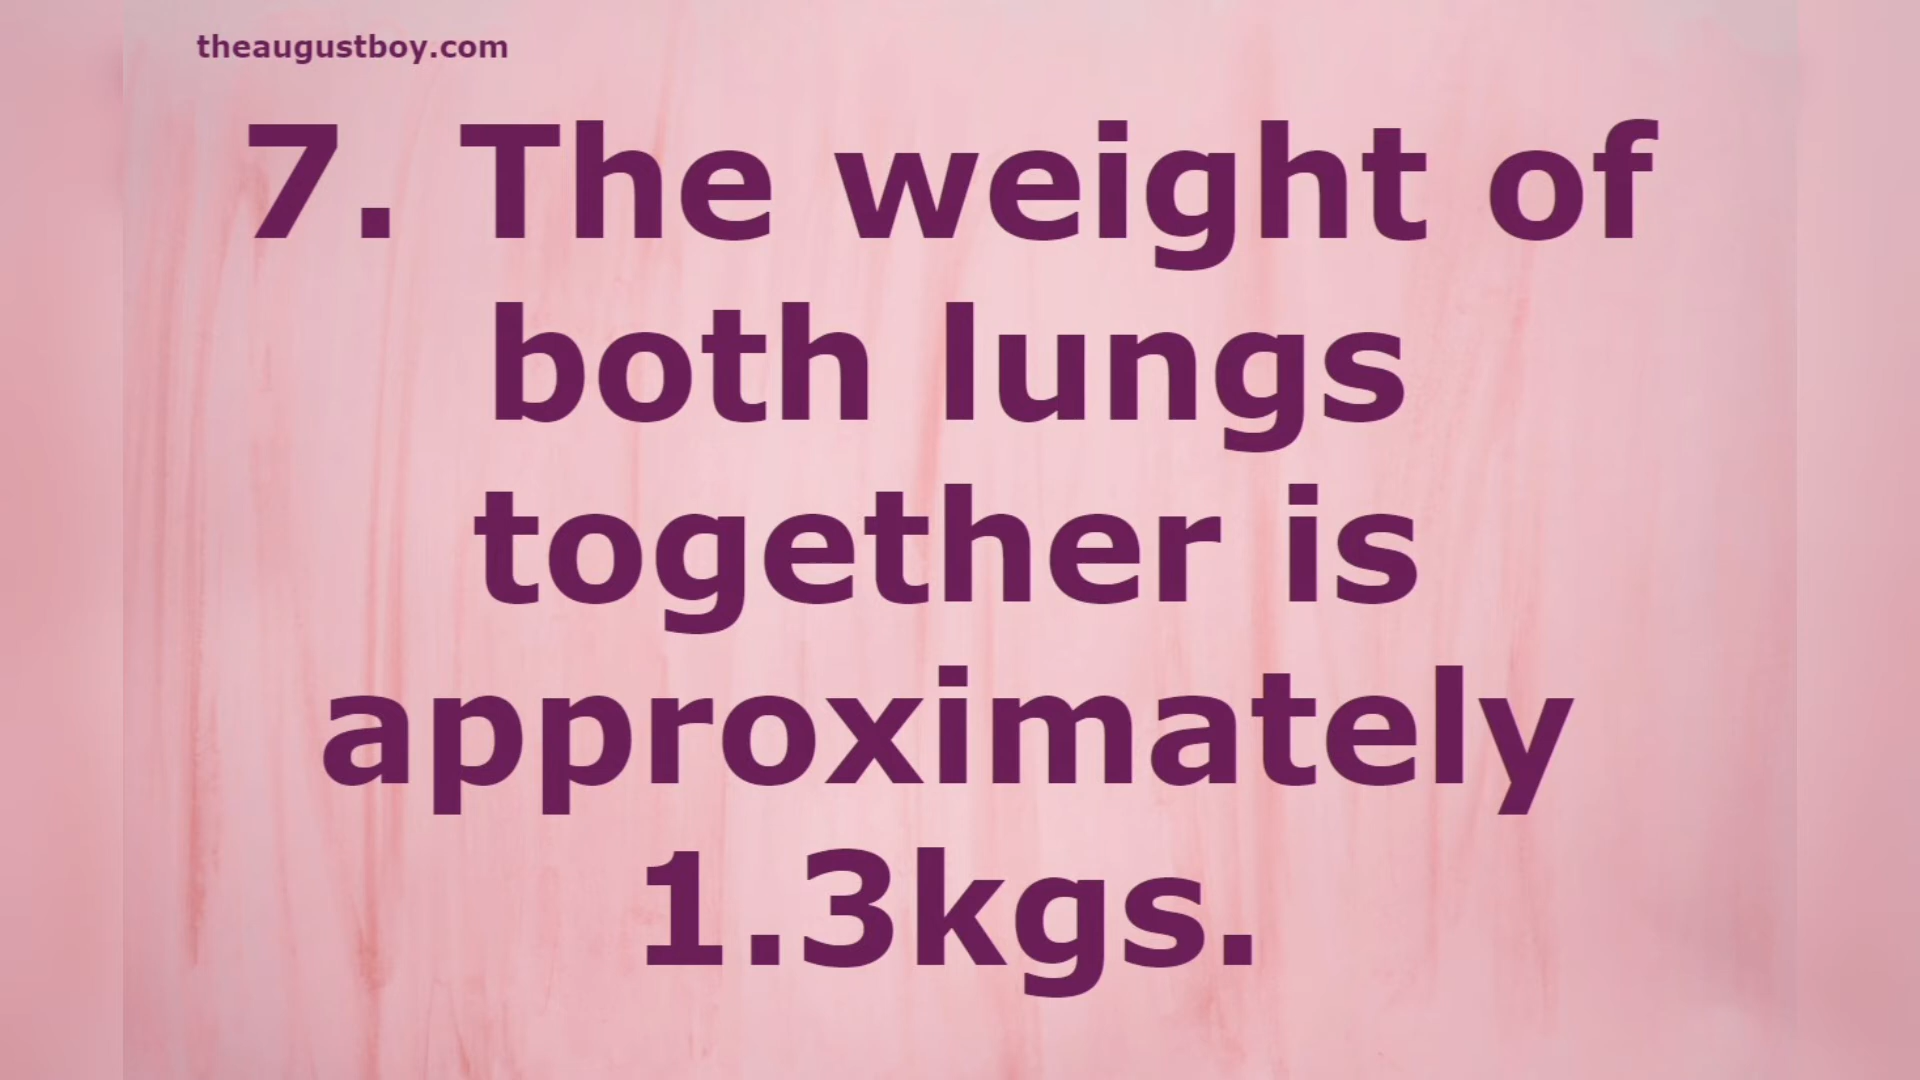 theaugustboy.com
7. The weight of
both lungs
together is
approximately
1.3kgs.